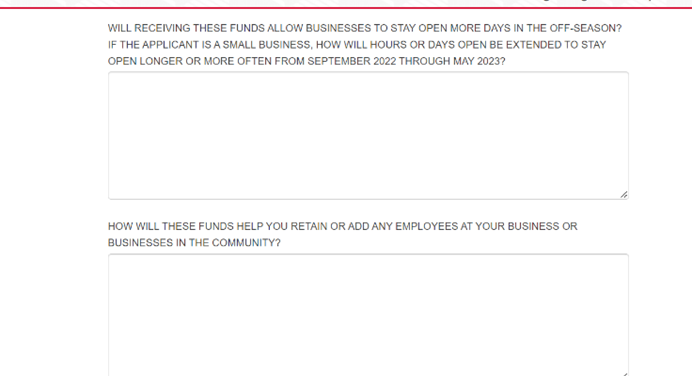 WILL RECEIVING THESE FUNDS ALLOW BUSINESSES TO STAY OPEN MORE DAYS IN THE OFF-SEASON?
IF THE APPLICANT IS A SMALL BUSINESS, HOW WILL HOURS OR DAYS OPEN BE EXTENDED TO STAY
OPEN LONGER OR MORE OFTEN FROM SEPTEMBER 2022 THROUGH MAY 2023?
HOW WILL THESE FUNDS HELP YOU RETAIN OR ADD ANY EMPLOYEES AT YOUR BUSINESS OR
BUSINESSES IN THE COMMUNITY?